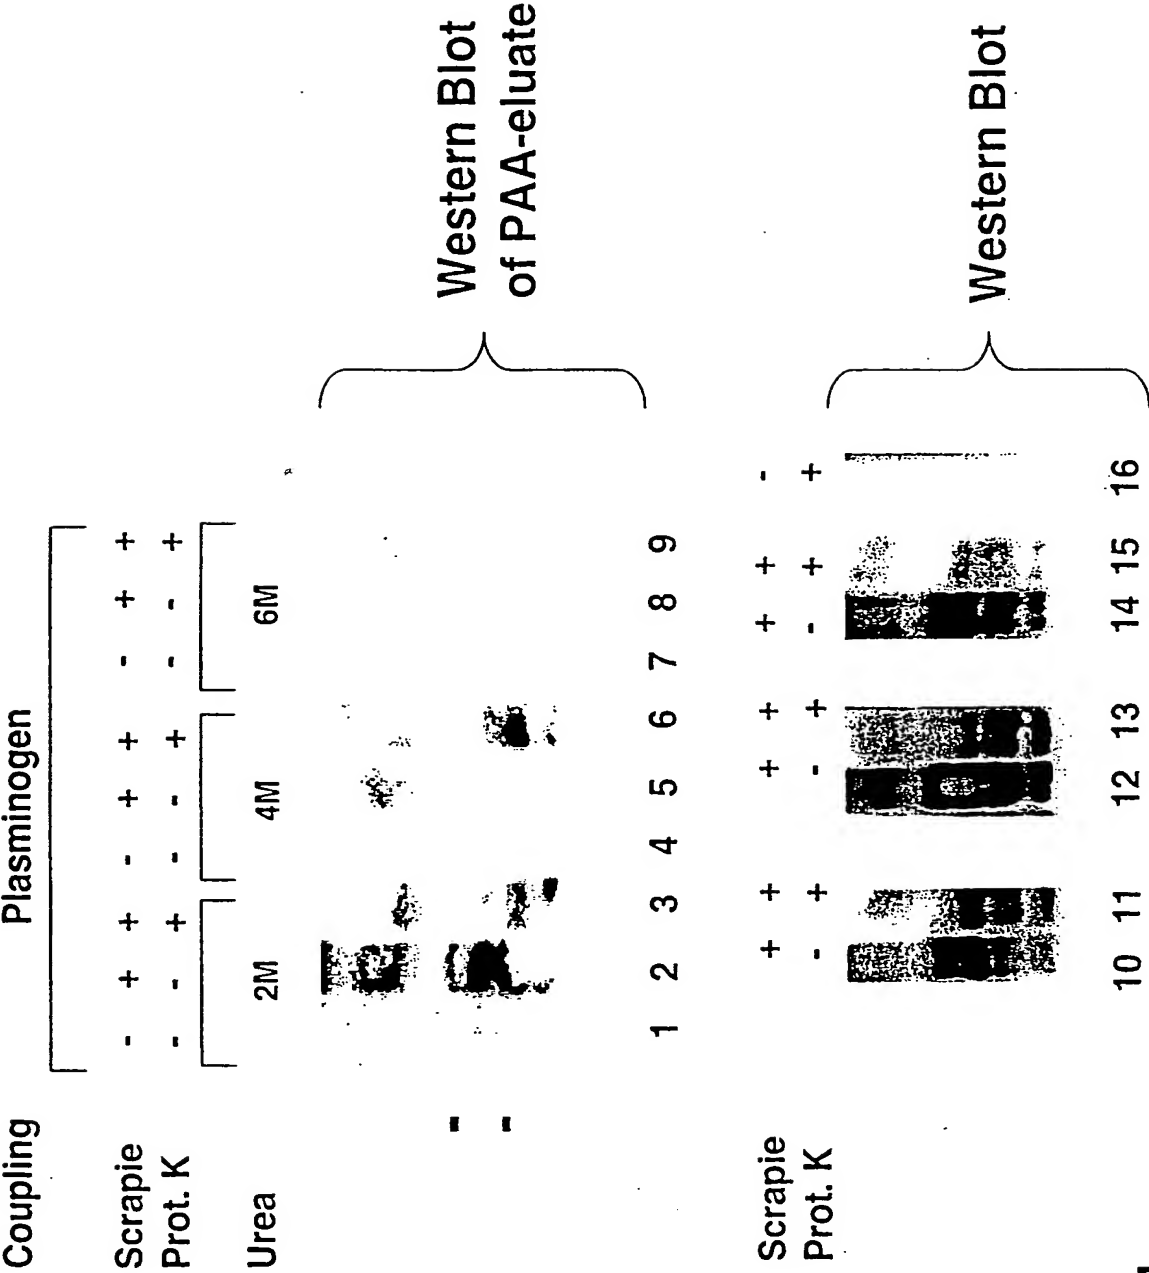 Coupling Plasminogen
Scrapie - + + - + + - + +
Prot. K - - + - - + - - +
Urea 2M 4M 6M
Western Blot
of PAA-eluate
1 2 3 4 5 6 7 8 9
Scrapie + + + + + + -
Prot. K - + - + - + +
Western Blot
10 11 12 13 14 15 16